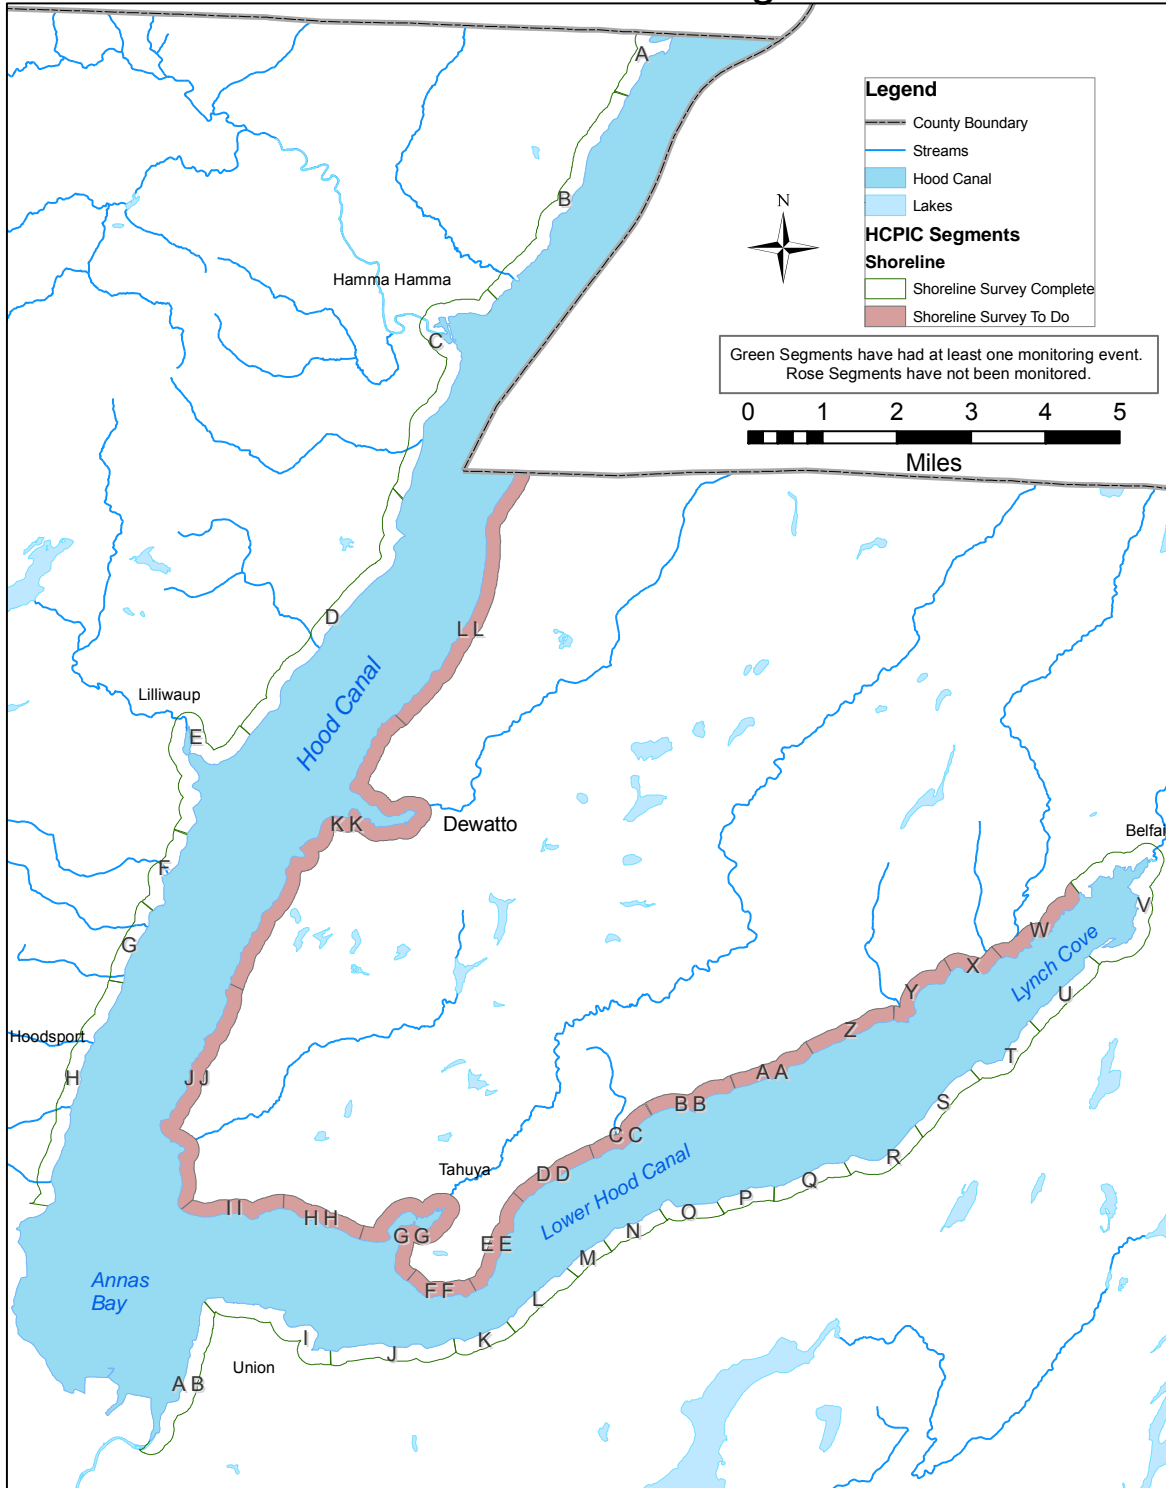 A
Legend
County Boundary
Streams
Hood Canal
Lakes
HCPIC Segments
Shoreline
Shoreline Survey Complete
Shoreline Survey To Do
N
B
Hamma Hamma
C
Green Segments have had at least one monitoring event.
Rose Segments have not been monitored.
0 1 2 3 4 5
Miles
D
LL
Lilliwaup
E
Hood Canal
KK
Dewatto
Belfai
F
V
G
W
X
Lynch Cove
Y
U
Z
Hoodsport
T
H
JJ
AA
BB
S
CC
R
Tahuya
DD
Lower Hood Canal
Q
P
II
HH
O
GG
N
EE
M
Annas
Bay
FF
L
I
K
J
Union
AB